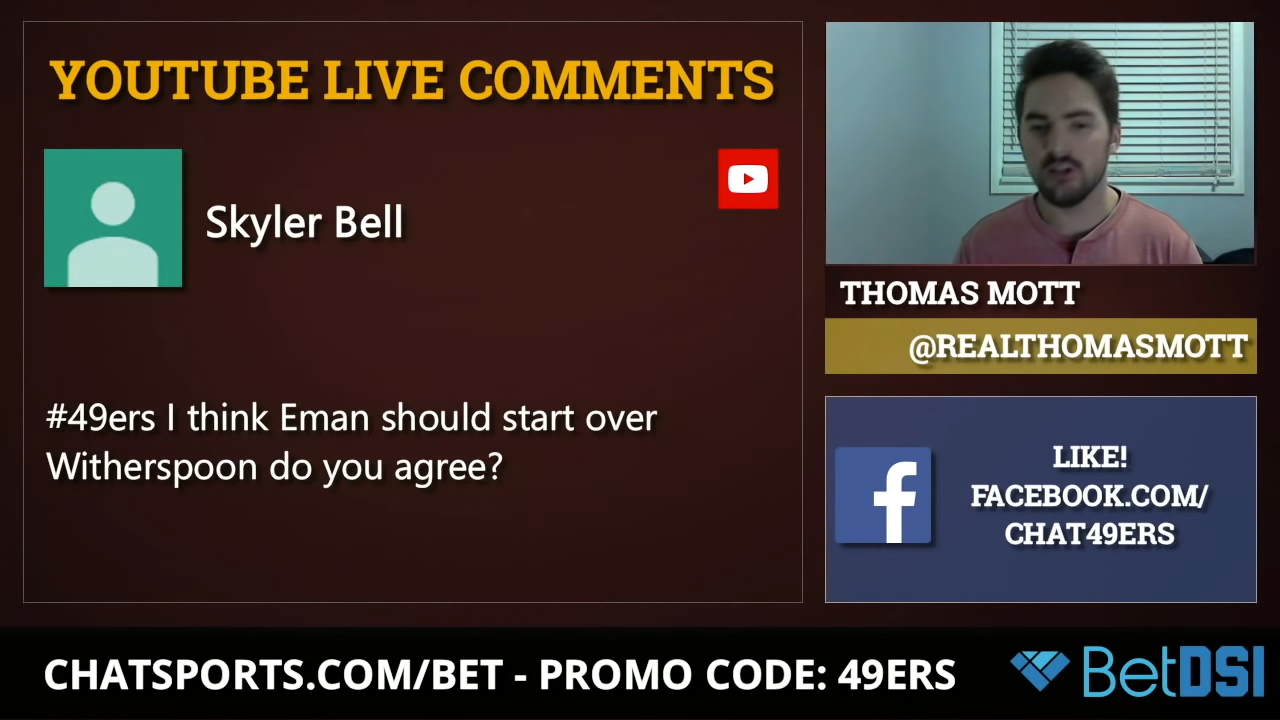 YOUTUBE LIVE COMMENTS
Skyler Bell
#49ers I think Eman should start over
Witherspoon do you agree?
THOMAS MOTT
@REALTHOMASMOTT
f
LIKE!
FACEBOOK.COM/
CHAT49ERS
CHATSPORTS.COM/BET - PROMO CODE: 49ERS
BetDSI